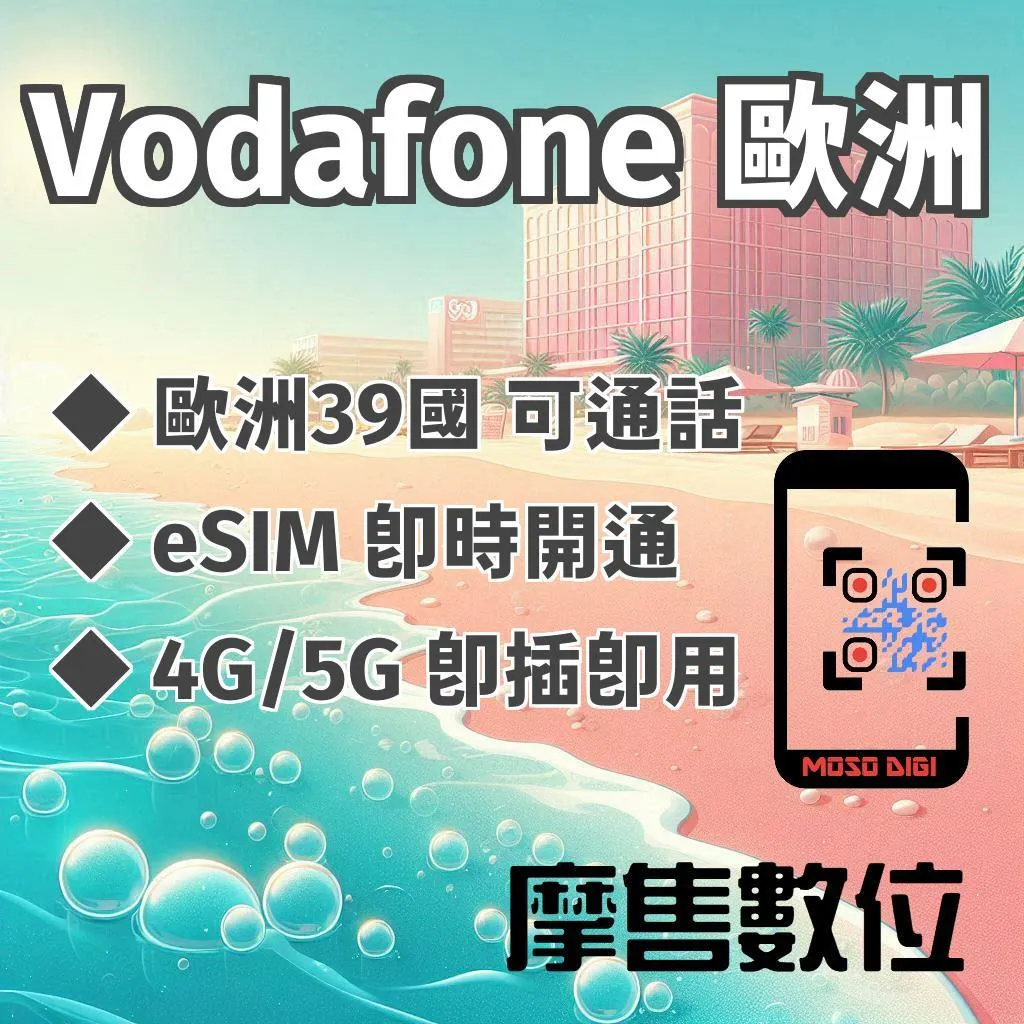 Vodafone 歐洲
◆ 歐洲39國 可通話
◆ eSIM 即時開通
◆ 4G/5G 即插即用
MOSO DIGI
摩售數位